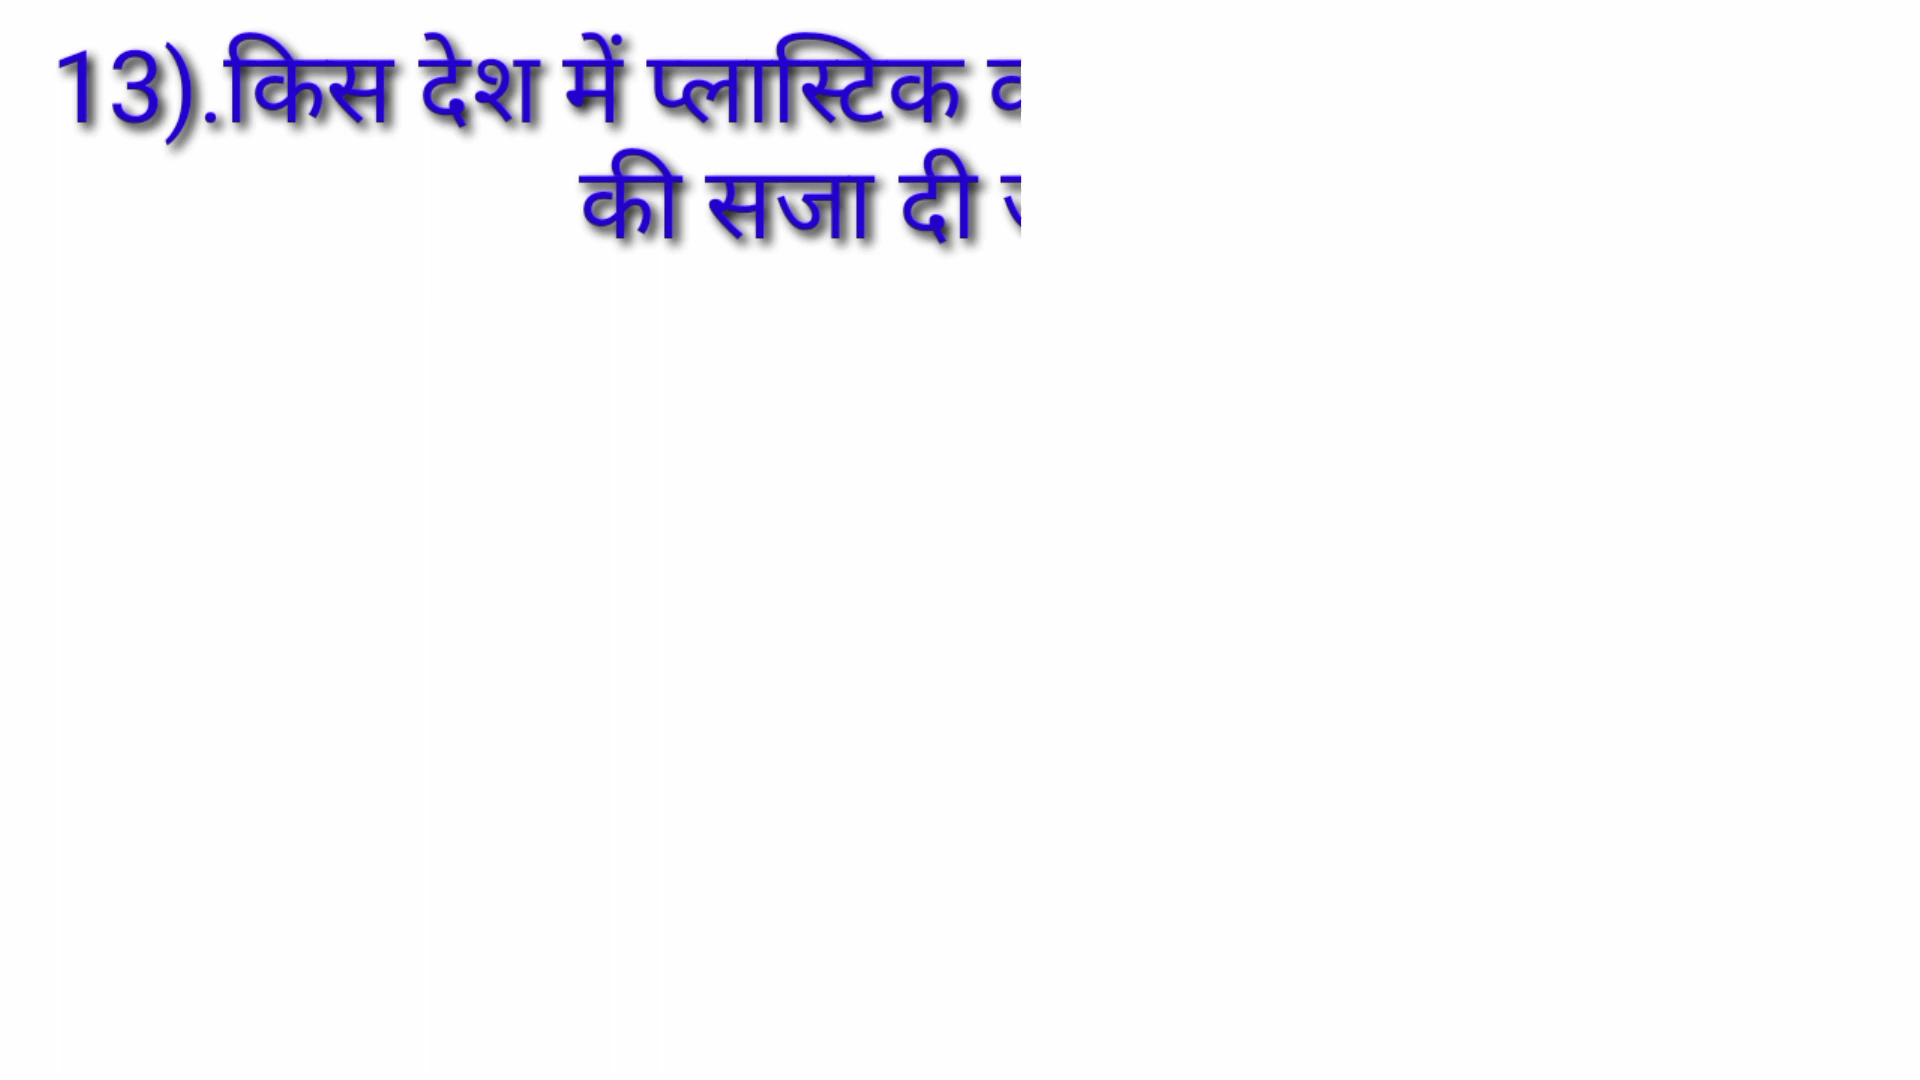 13).किस देश में प्लास्टिक
की सजा दी